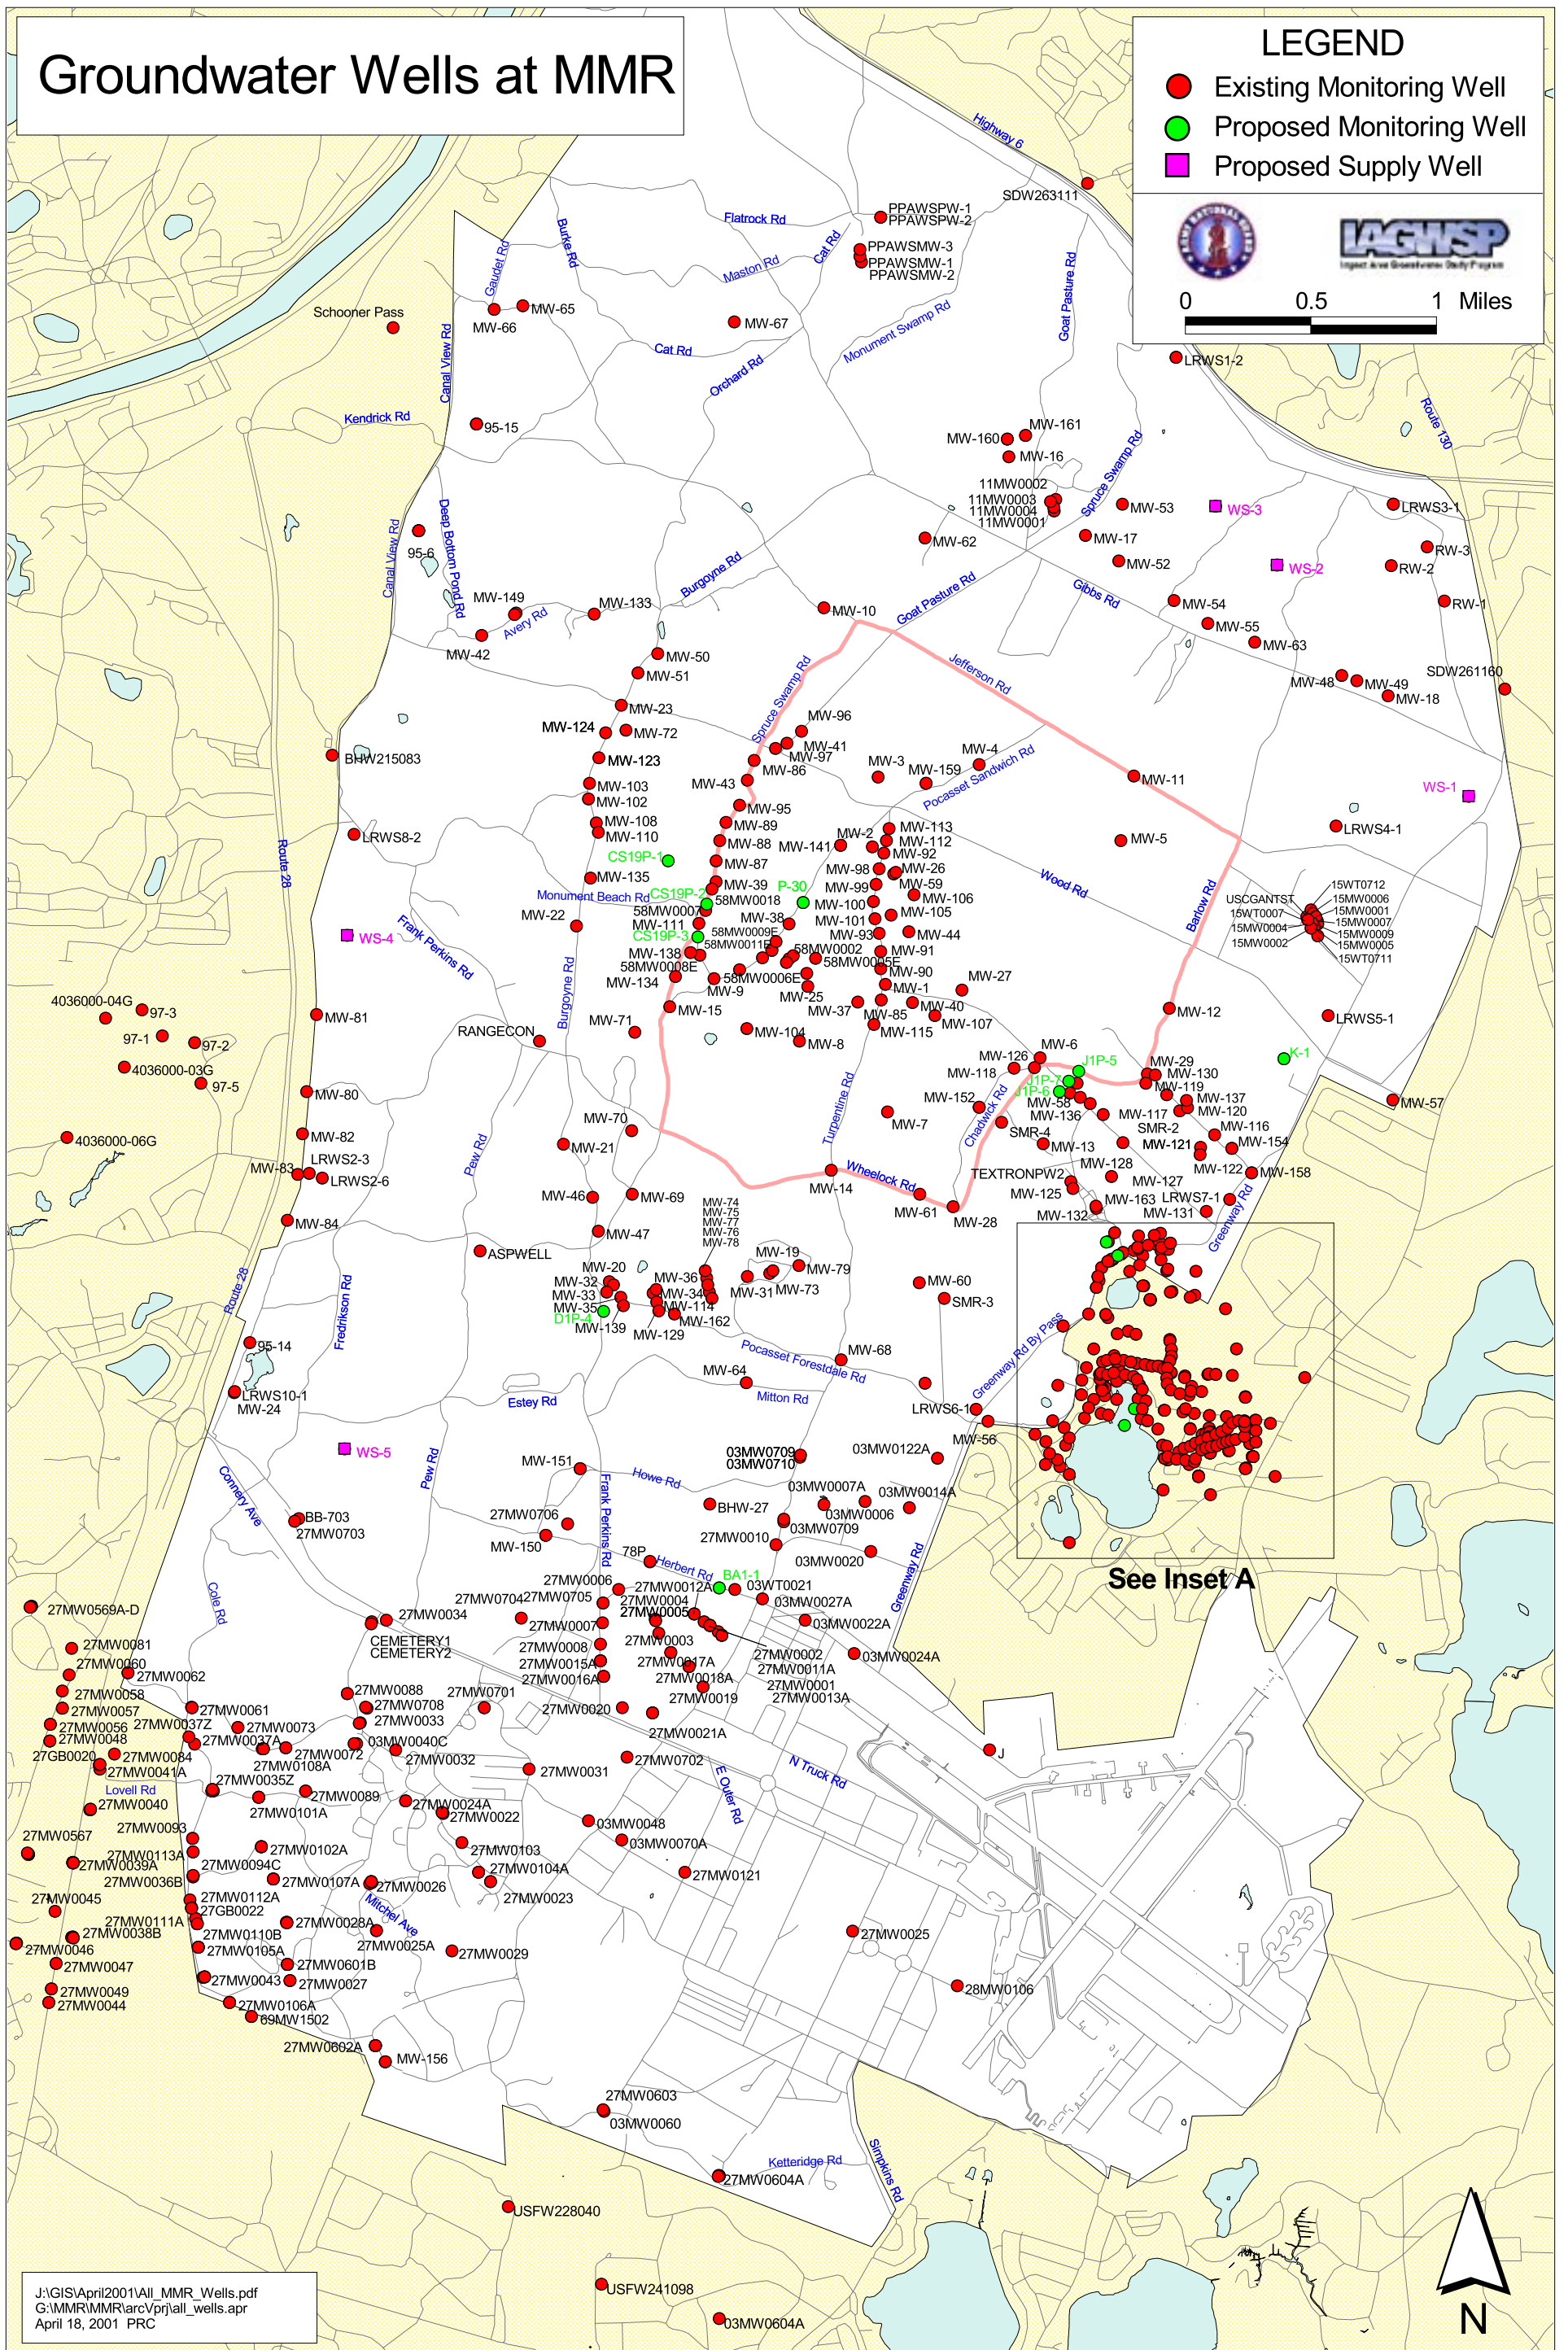 Groundwater Wells at MMR
LEGEND
Existing Monitoring Well
Proposed Monitoring Well
Proposed Supply Well
IAGWSP
Impact Area Groundwater Study Program
0 0.5 1 Miles
Highway 6
SDW263111
PPAWSPW-1
PPAWSPW-2
Flatrock Rd
Burke Rd
Gaudet Rd
Cat Rd
PPAWSMW-3
PPAWSMW-1
PPAWSMW-2
Maston Rd
Goat Pasture Rd
Schooner Pass
MW-65
MW-66
MW-67
Monument Swamp Rd
Canal View Rd
Cat Rd
Orchard Rd
LRWS1-2
Kendrick Rd
95-15
Route 130
MW-161
MW-160
MW-16
Spruce Swamp Rd
11MW0002
11MW0003
11MW0004
11MW0001
MW-53
WS-3
LRWS3-1
Deep Bottom Pond Rd
Canal View Rd
95-6
MW-62
MW-17
MW-52
RW-3
RW-2
WS-2
Burgoyne Rd
Goat Pasture Rd
Gibbs Rd
MW-149
MW-133
MW-10
MW-54
RW-1
Avery Rd
MW-42
MW-55
MW-63
MW-50
MW-51
Jefferson Rd
SDW261160
MW-48
MW-49
MW-18
MW-23
Spruce Swamp Rd
MW-124
MW-72
MW-96
MW-41
MW-97
MW-4
BHW215083
MW-123
MW-86
MW-3
MW-159
Pocasset Sandwich Rd
MW-11
MW-43
WS-1
MW-103
MW-102
MW-95
MW-108
MW-110
MW-89
MW-88
MW-2
MW-113
MW-112
MW-141
MW-92
MW-5
LRWS4-1
LRWS8-2
Route 28
CS19P-1
MW-87
MW-98
MW-26
MW-135
MW-39
P-30
MW-99
MW-59
Wood Rd
Monument Beach Rd
CS19P-2
58MW0018
MW-100
MW-106
Barlow Rd
USCGANTST
15WT0712
15MW0006
15WT0007
15MW0001
15MW0004
15MW0007
15MW0009
15MW0002
15MW0005
15WT0711
MW-22
58MW0007
MW-111
MW-38
MW-101
MW-105
CS19P-3
58MW0009E
MW-93
MW-44
WS-4
Frank Perkins Rd
58MW0011E
58MW0002
MW-138
MW-91
58MW0008E
58MW0005E
MW-134
58MW0006E
MW-90
MW-27
MW-9
MW-25
MW-1
4036000-04G
97-3
MW-81
Burgoyne Rd
MW-15
MW-37
MW-85
MW-40
MW-12
LRWS5-1
RANGECON
MW-71
MW-104
MW-115
MW-107
97-1
97-2
MW-8
MW-6
K-1
4036000-03G
97-5
MW-126
J1P-5
MW-29
MW-118
J1P-7
MW-130
MW-80
J1P-6
MW-119
MW-57
Turpentine Rd
MW-152
MW-58
MW-137
MW-70
MW-7
Chadwick Rd
MW-136
MW-117
MW-120
4036000-06G
MW-82
MW-21
Pew Rd
SMR-4
SMR-2
MW-116
MW-13
MW-121
MW-154
LRWS2-3
MW-83
LRWS2-6
Wheelock Rd
MW-128
MW-122
MW-14
TEXTRONPW2
MW-127
MW-158
MW-46
MW-69
MW-125
MW-163
LRWS7-1
MW-61
MW-28
MW-132
MW-131
MW-84
MW-74
MW-75
MW-77
MW-76
MW-78
MW-47
Greenway Rd
ASPWELL
MW-20
MW-19
MW-79
MW-32
MW-36
MW-31
MW-73
MW-60
MW-33
MW-34
SMR-3
Route 28
Fredrikson Rd
MW-35
MW-114
D1P-4
MW-139
MW-129
MW-162
95-14
Pocasset Forestdale Rd
MW-68
Greenway Rd By Pass
LRWS10-1
MW-24
MW-64
Estey Rd
Mitton Rd
LRWS6-1
MW-56
WS-5
Connery Ave
Pew Rd
MW-151
Howe Rd
03MW0709
03MW0710
03MW0122A
Frank Perkins Rd
03MW0007A
03MW0014A
BB-703
27MW0703
27MW0706
BHW-27
03MW0006
03MW0709
MW-150
27MW0010
03MW0020
See Inset A
78P
Herbert Rd
Greenway Rd
27MW0006
BA1-1
Cole Rd
27MW0704
27MW0705
27MW0012A
03WT0021
27MW0569A-D
27MW0034
27MW0004
03MW0027A
27MW0005
CEMETERY1
CEMETERY2
27MW0007
03MW0022A
27MW0081
27MW0008
27MW0003
27MW0002
03MW0024A
27MW0060
27MW0062
27MW0015A
27MW0017A
27MW0011A
27MW0016A
27MW0018A
27MW0001
27MW0058
27MW0088
27MW0701
27MW0019
27MW0013A
27MW0057
27MW0061
27MW0708
27MW0020
27MW0056
27MW0037Z
27MW0073
27MW0033
27MW0021A
27MW0048
27MW0037A
03MW0040C
27GB0020
27MW0084
27MW0072
27MW0032
27MW0702
J
27MW0041A
27MW0108A
27MW0031
N Truck Rd
Lovell Rd
27MW0035Z
27MW0089
E Outer Rd
27MW0040
27MW0101A
27MW0024A
27MW0022
27MW0567
27MW0093
03MW0048
27MW0113A
27MW0102A
27MW0103
03MW0070A
27MW0039A
27MW0094C
27MW0036B
27MW0107A
27MW0026
27MW0104A
27MW0121
27MW0023
27MW0045
27MW0112A
27GB0022
Mitchel Ave
27MW0111A
27MW0028A
27MW0038B
27MW0110B
27MW0025A
27MW0025
27MW0046
27MW0105A
27MW0029
27MW0047
27MW0601B
27MW0043
27MW0027
27MW0049
28MW0106
27MW0044
27MW0106A
69MW1502
27MW0602A
MW-156
27MW0603
03MW0060
Ketteridge Rd
Simpkins Rd
27MW0604A
USFW228040
USFW241098
03MW0604A
J:\GIS\April2001\All_MMR_Wells.pdf
G:\MMR\MMR\arcVprj\all_wells.apr
April 18, 2001 PRC
N